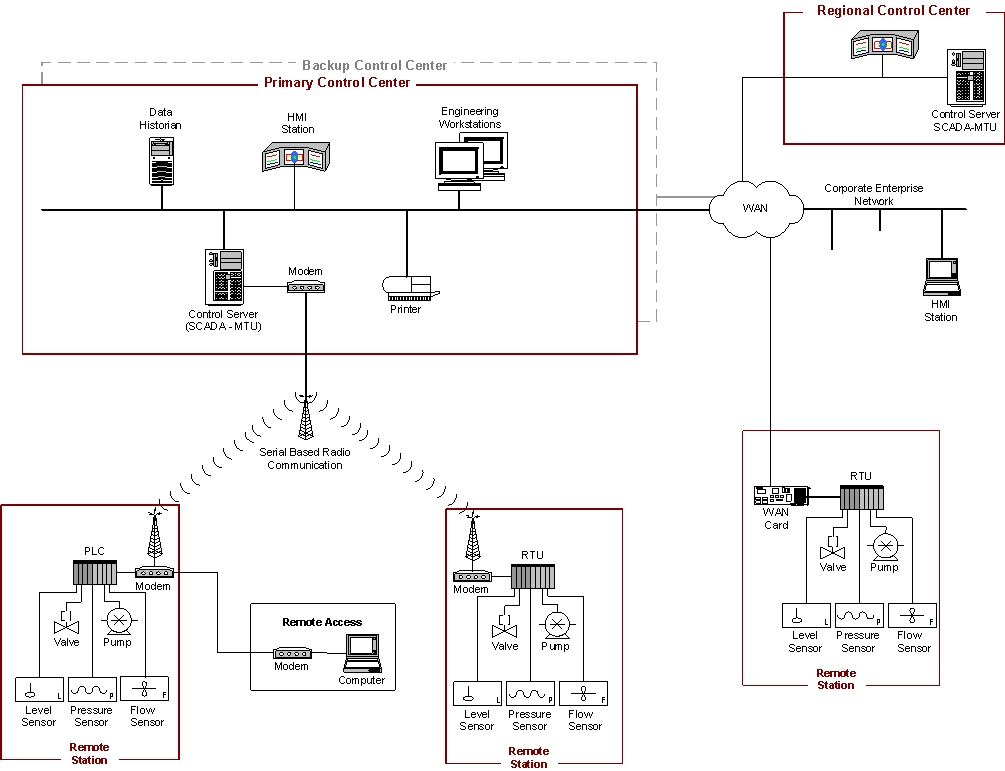 Regional Control Center
Control Server
SCADA-MTU
Backup Control Center
Primary Control Center
Data
Historian
HMI
Station
Engineering
Workstations
Control Server
(SCADA - MTU)
Modem
Printer
WAN
Corporate Enterprise
Network
HMI
Station
Serial Based Radio
Communication
PLC
Modem
Valve
Pump
L
P
F
Level
Sensor
Pressure
Sensor
Flow
Sensor
Remote
Station
Remote Access
Modem
Computer
RTU
Modem
Valve
Pump
L
P
F
Level
Sensor
Pressure
Sensor
Flow
Sensor
Remote
Station
WAN
Card
RTU
Valve
Pump
L
P
F
Level
Sensor
Pressure
Sensor
Flow
Sensor
Remote
Station